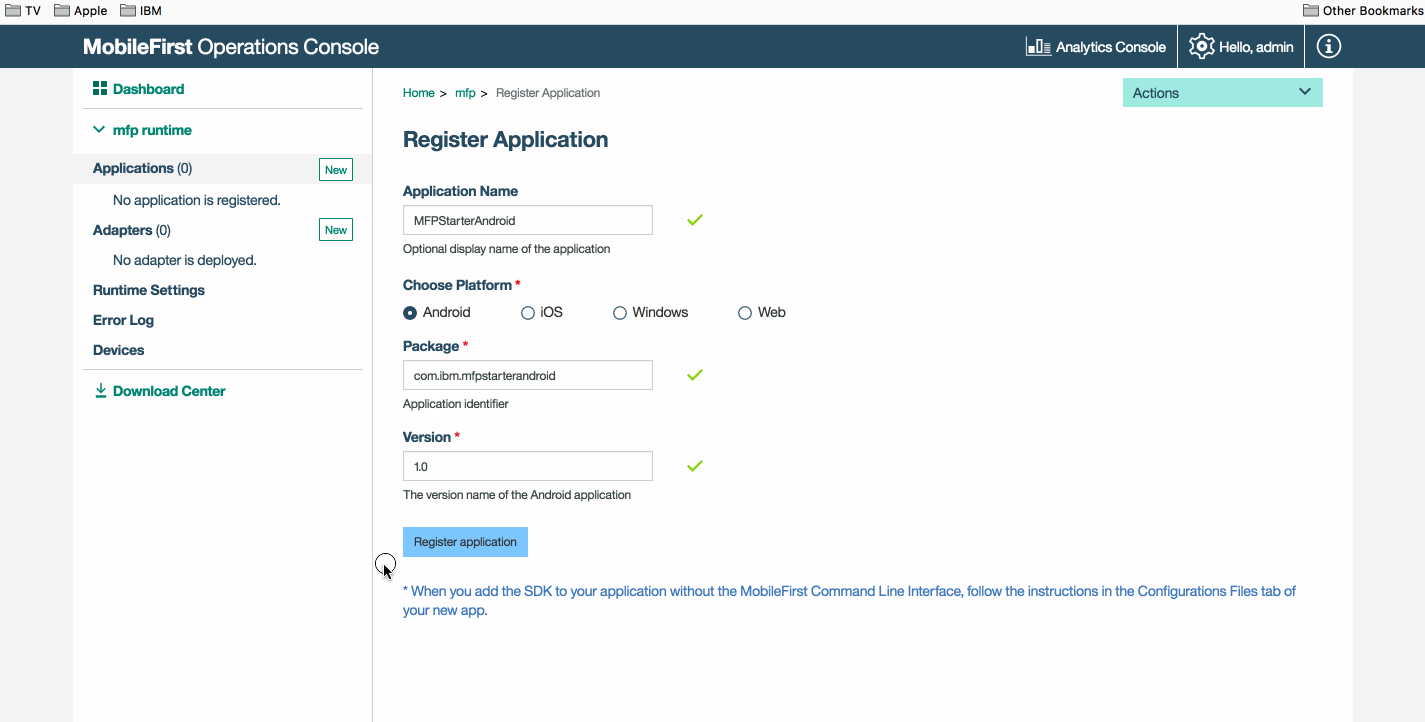 TV Apple IBM Other Bookmarks
MobileFirst Operations Console Analytics Console Hello, admin
Dashboard
mfp runtime
Applications (0) New
No application is registered.
Adapters (0) New
No adapter is deployed.
Runtime Settings
Error Log
Devices
Download Center
Home > mfp > Register Application
Actions
Register Application
Application Name
MFPStarterAndroid
Optional display name of the application
Choose Platform *
Android iOS Windows Web
Package *
com.ibm.mfpstarterandroid
Application identifier
Version *
1.0
The version name of the Android application
Register application
* When you add the SDK to your application without the MobileFirst Command Line Interface, follow the instructions in the Configurations Files tab of
your new app.